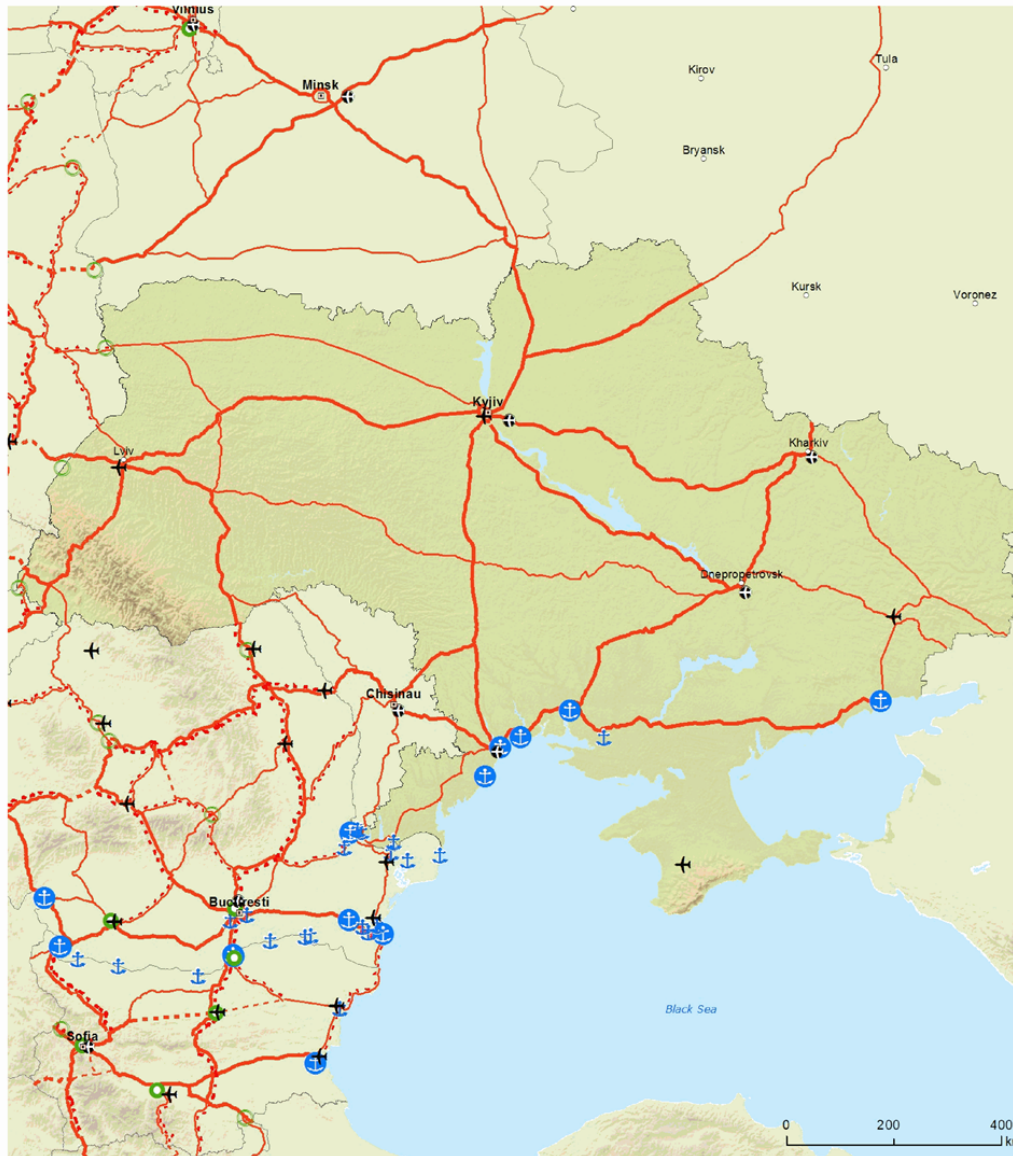 Vilnius
Minsk
Kirov
Tula
Bryansk
Kursk
Voronez
Kyjiv
Lviv
Kharkiv
Dnepropetrovsk
Chisinau
Bucuresti
Black Sea
Sofia
0 200 400
km